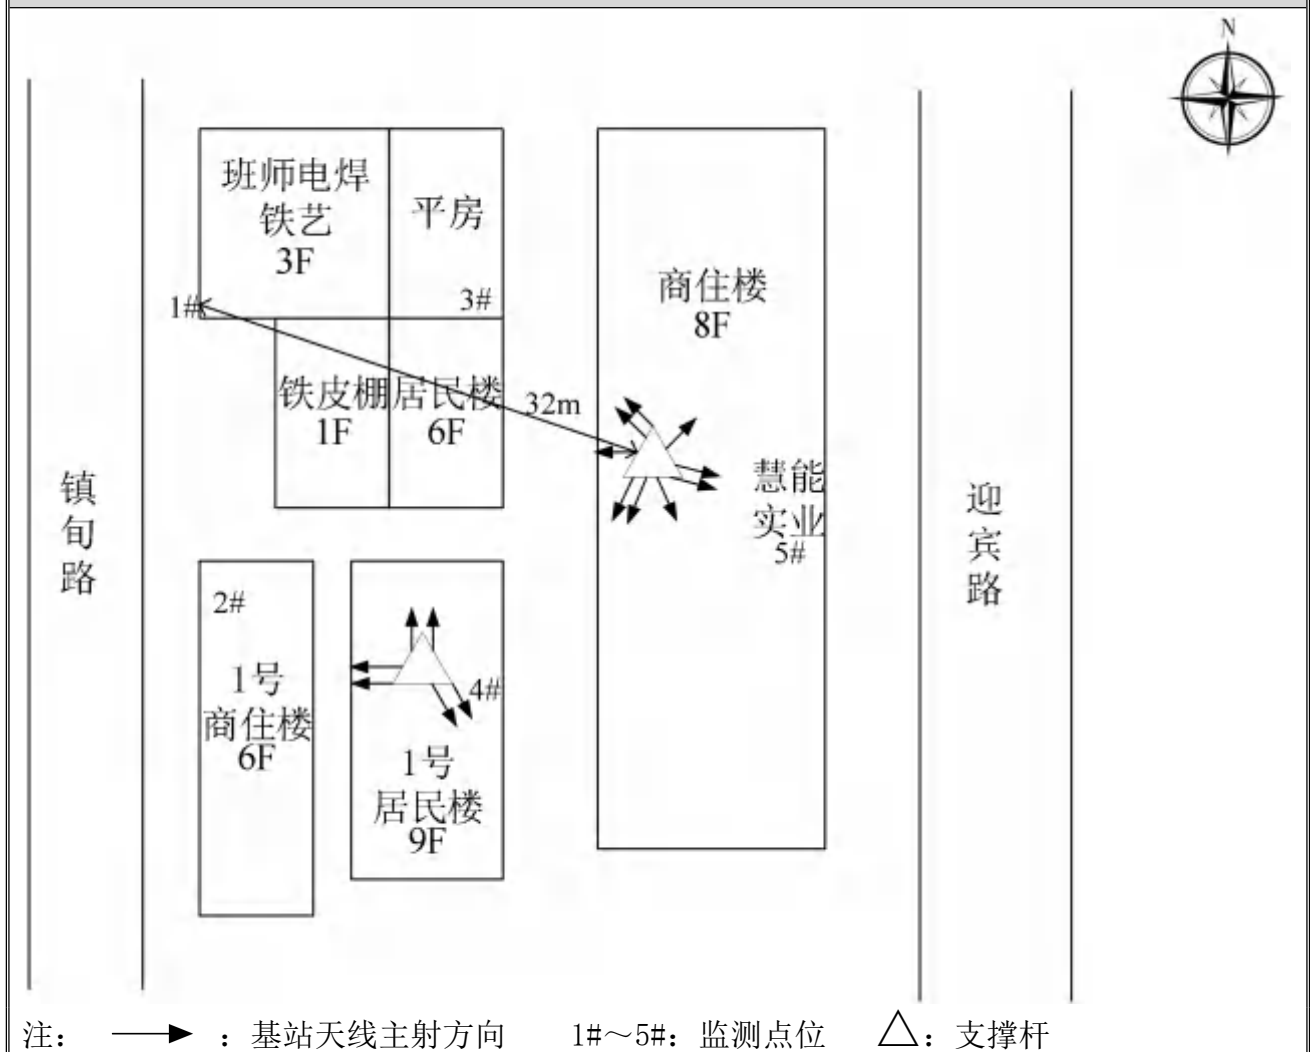 N
班师电焊
铁艺
3F
平房
1#
3#
商住楼
8F
铁皮棚
1F
居民楼
6F
32m
镇旬路
慧能
实业
5#
迎宾路
2#
1号
商住楼
6F
4#
1号
居民楼
9F
注： ：基站天线主射方向 1#～5#：监测点位 △：支撑杆